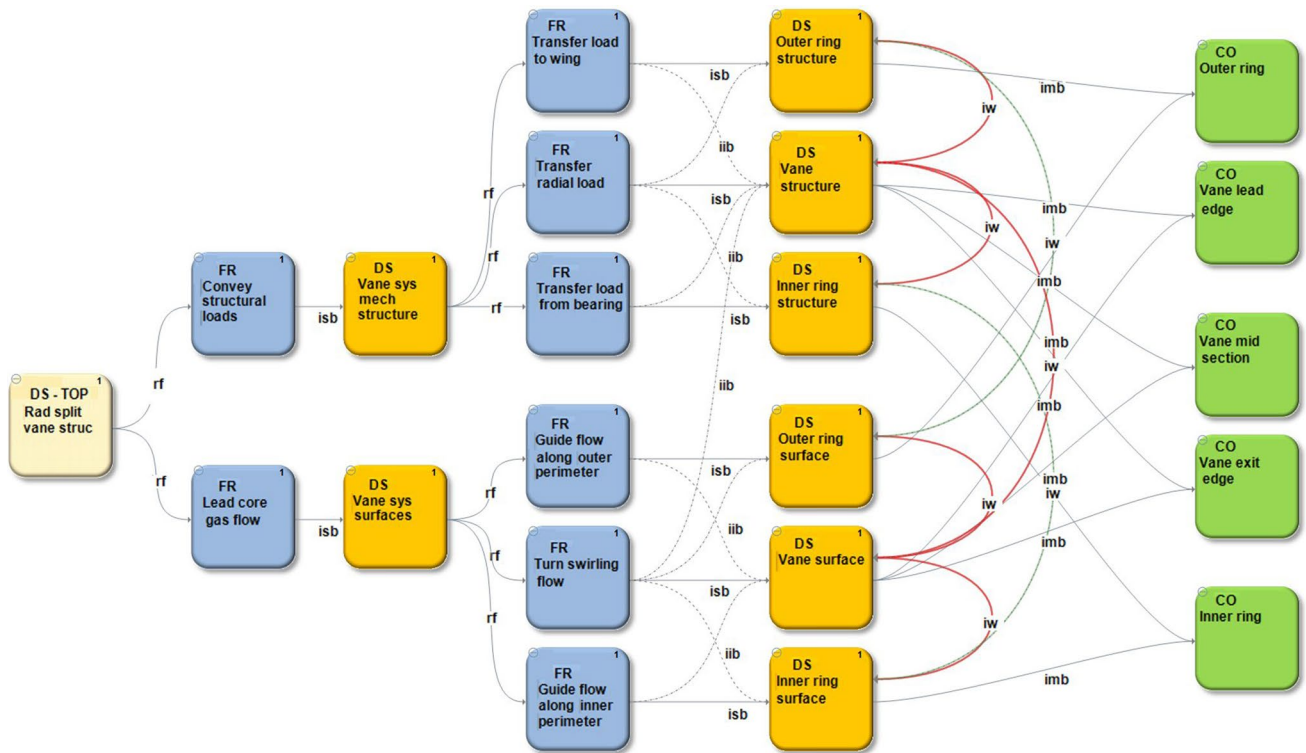 FR 1
Transfer load
to wing
DS 1
Outer ring
structure
CO
Outer ring
isb
imb
iw
FR 1
Transfer
radial load
DS 1
Vane
structure
CO
Vane lead
edge
iib
rf
rf
isb
imb
iw
iw
FR 1
Convey
structural
loads
DS 1
Vane sys
mech
structure
FR 1
Transfer load
from bearing
DS 1
Inner ring
structure
iib
rf
isb
rf
isb
imb
CO
Vane mid
section
imb
iw
DS - TOP 1
Rad split
vane struc
rf
iib
imb
FR 1
Guide flow
along outer
perimeter
DS 1
Outer ring
surface
CO
Vane exit
edge
rf
isb
imb
iw
imb
iw
FR 1
Lead core
gas flow
DS 1
Vane sys
surfaces
FR 1
Turn swirling
flow
DS 1
Vane surface
isb
rf
iib
isb
imb
imb
CO
Inner ring
rf
iib
iw
FR 1
Guide flow
along inner
perimeter
DS 1
Inner ring
surface
isb
imb